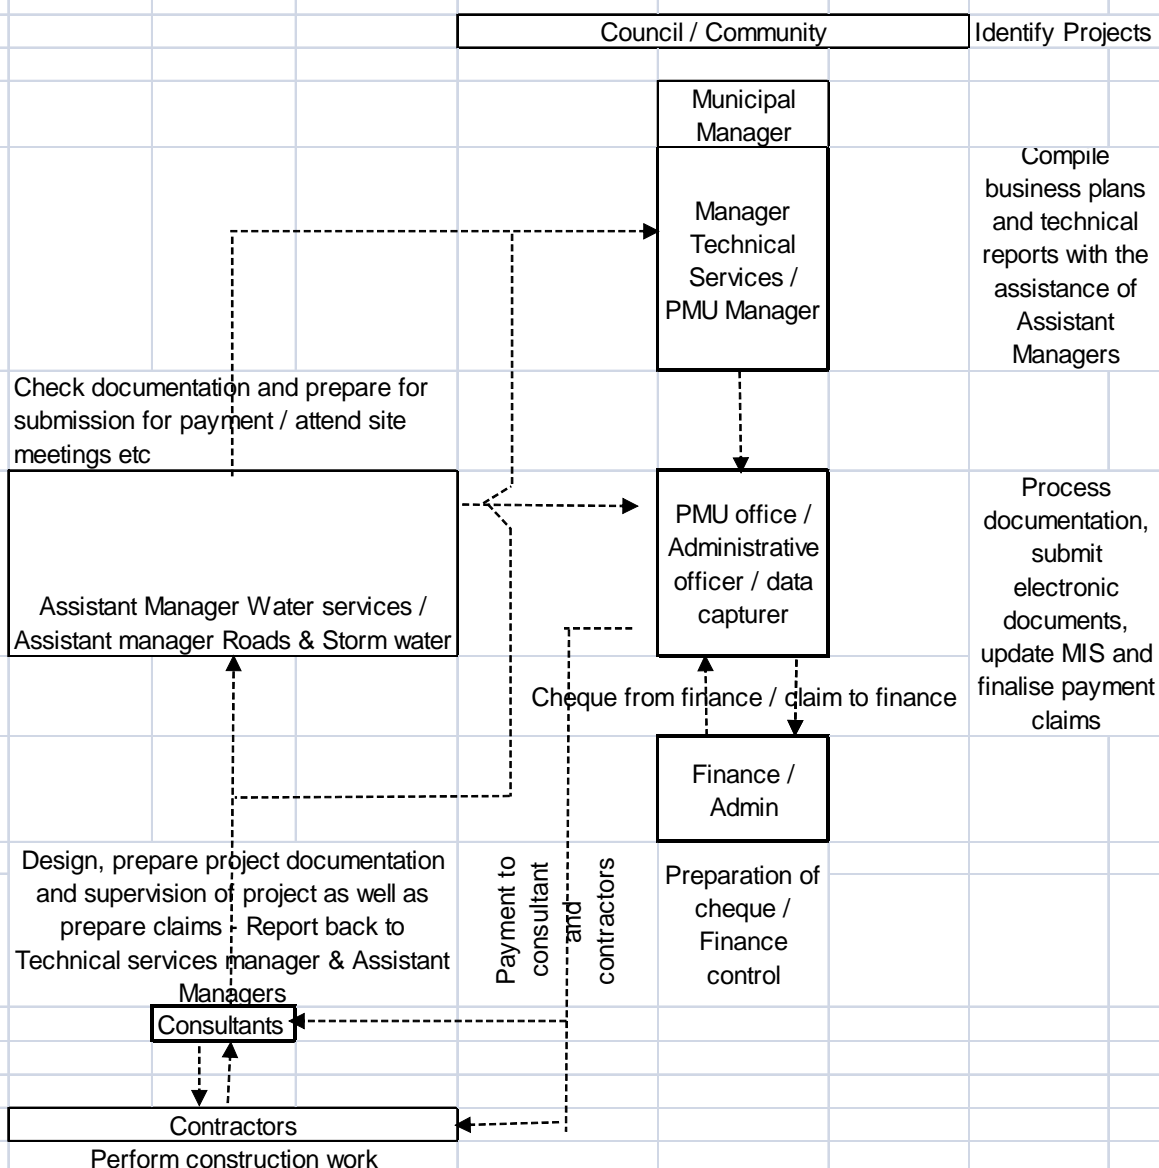 Council / Community
Identify Projects
Municipal
Manager
Compile
business plans
and technical
reports with the
assistance of
Assistant
Managers
Manager
Technical
Services /
PMU Manager
Check documentation and prepare for
submission for payment / attend site
meetings etc
Assistant Manager Water services /
Assistant manager Roads & Storm water
PMU office /
Administrative
officer / data
capturer
Process
documentation,
submit
electronic
documents,
update MIS and
finalise payment
claims
Cheque from finance / claim to finance
Finance /
Admin
Preparation of
cheque /
Finance
control
Design, prepare project documentation
and supervision of project as well as
prepare claims - Report back to
Technical services manager & Assistant
Managers
Payment to
consultant
and
contractors
Consultants
Contractors
Perform construction work